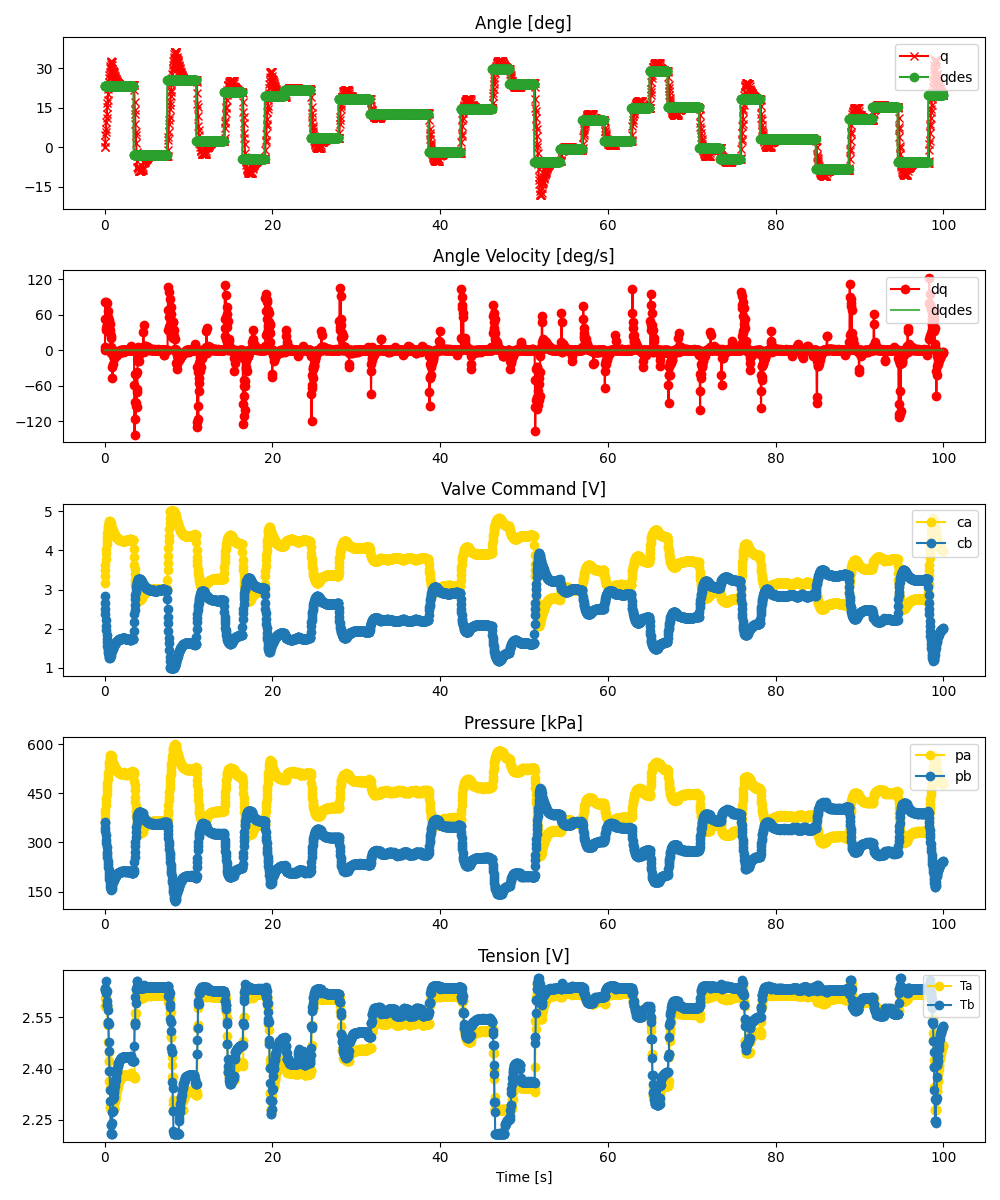 Angle [deg]
30
15
0
−15
q
qdes
0 20 40 60 80 100
Angle Velocity [deg/s]
120
60
0
−60
−120
dq
dqdes
0 20 40 60 80 100
Valve Command [V]
5
4
3
2
1
ca
cb
0 20 40 60 80 100
Pressure [kPa]
600
450
300
150
pa
pb
0 20 40 60 80 100
Tension [V]
2.55
2.40
2.25
Ta
Tb
0 20 40 60 80 100
Time [s]